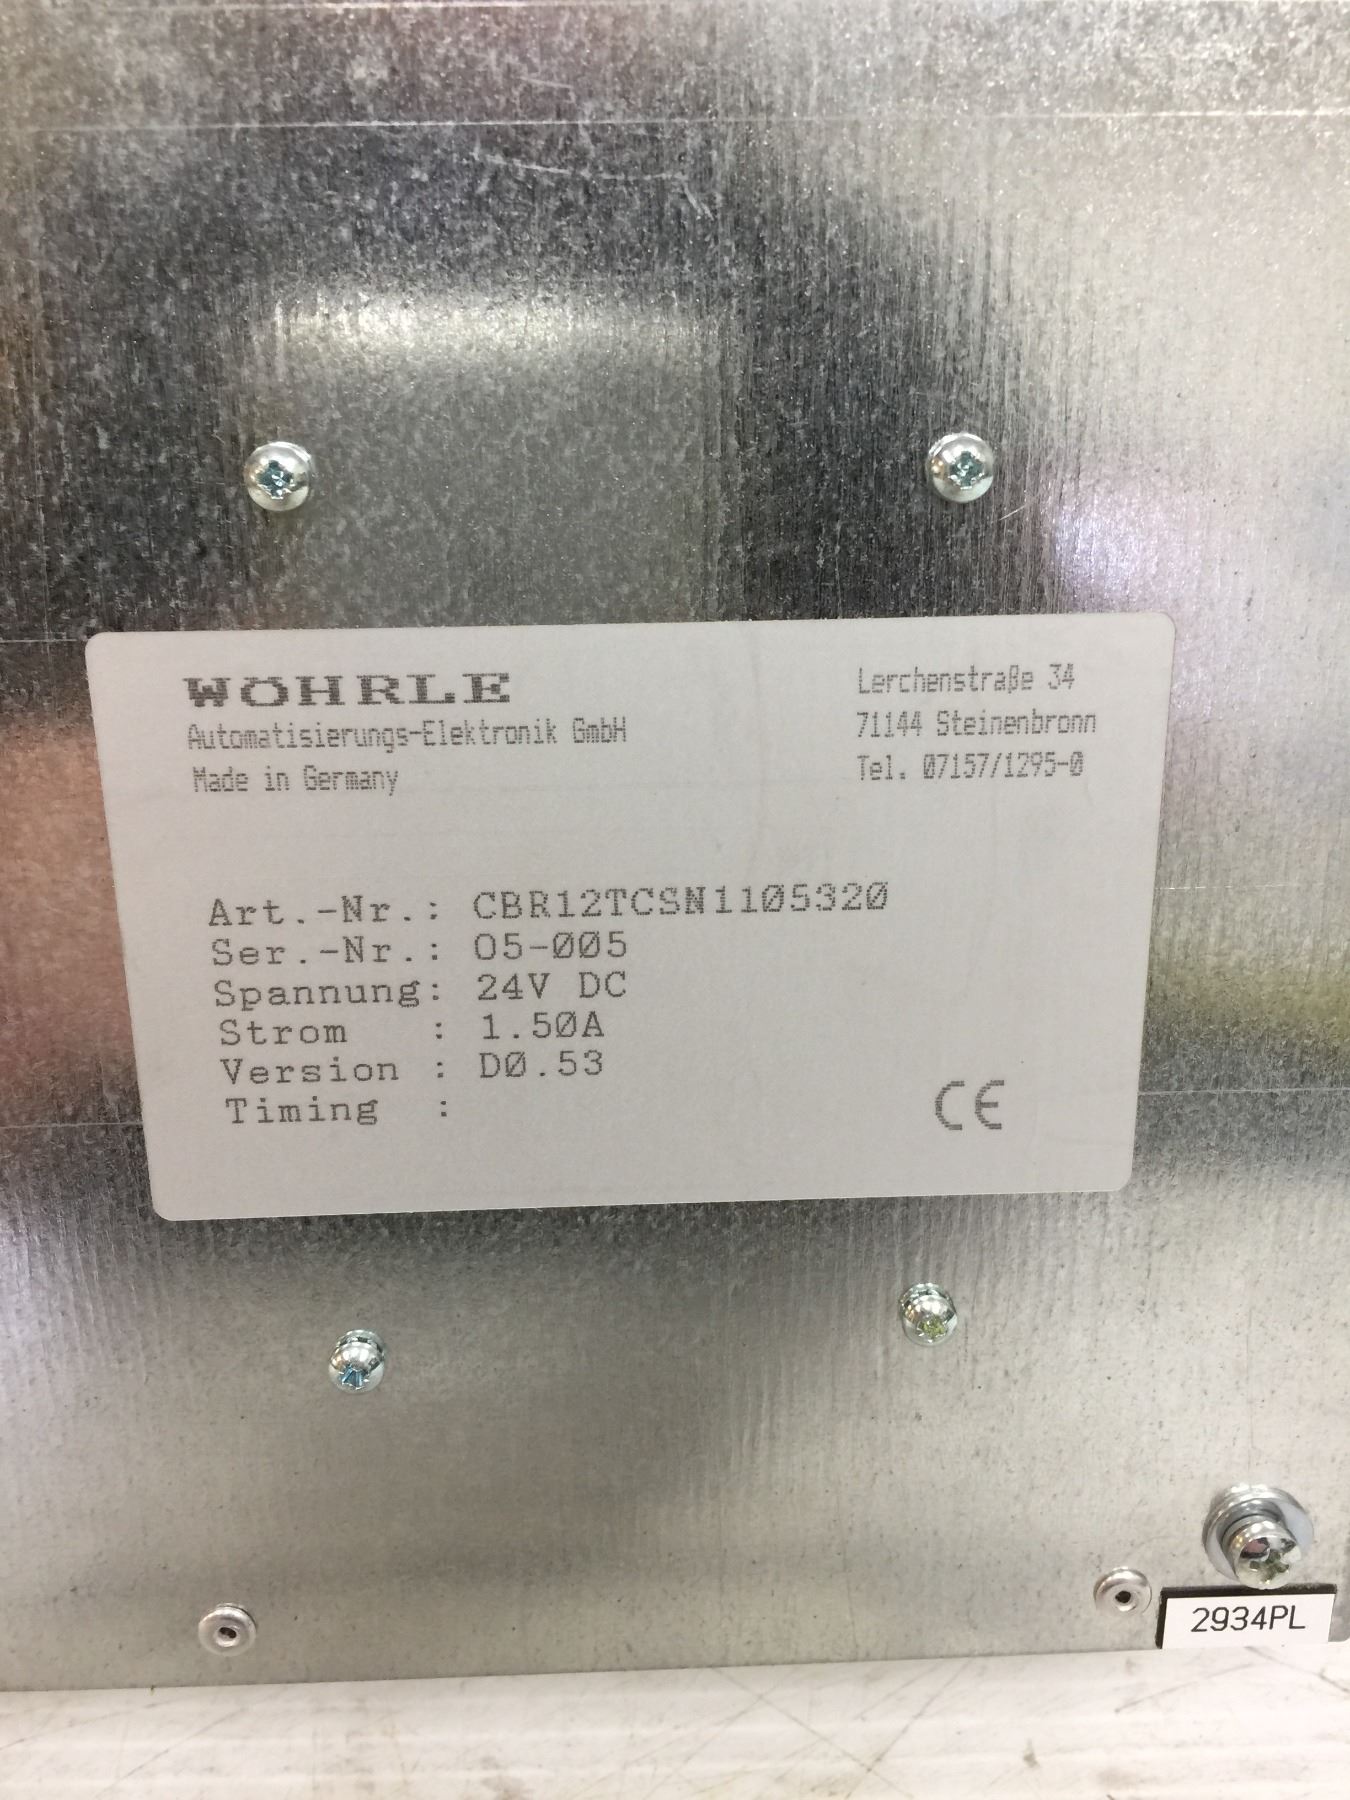 WÖHRLE
Automatisierungs-Elektronik GmbH
Made in Germany
Lerchenstraße 34
71144 Steinenbronn
Tel. 07157/1295-0
Art.-Nr.: CBR12TCSN1105320
Ser.-Nr.: O5-005
Spannung: 24V DC
Strom : 1.50A
Version : D0.53
Timing :
CE
2934PL